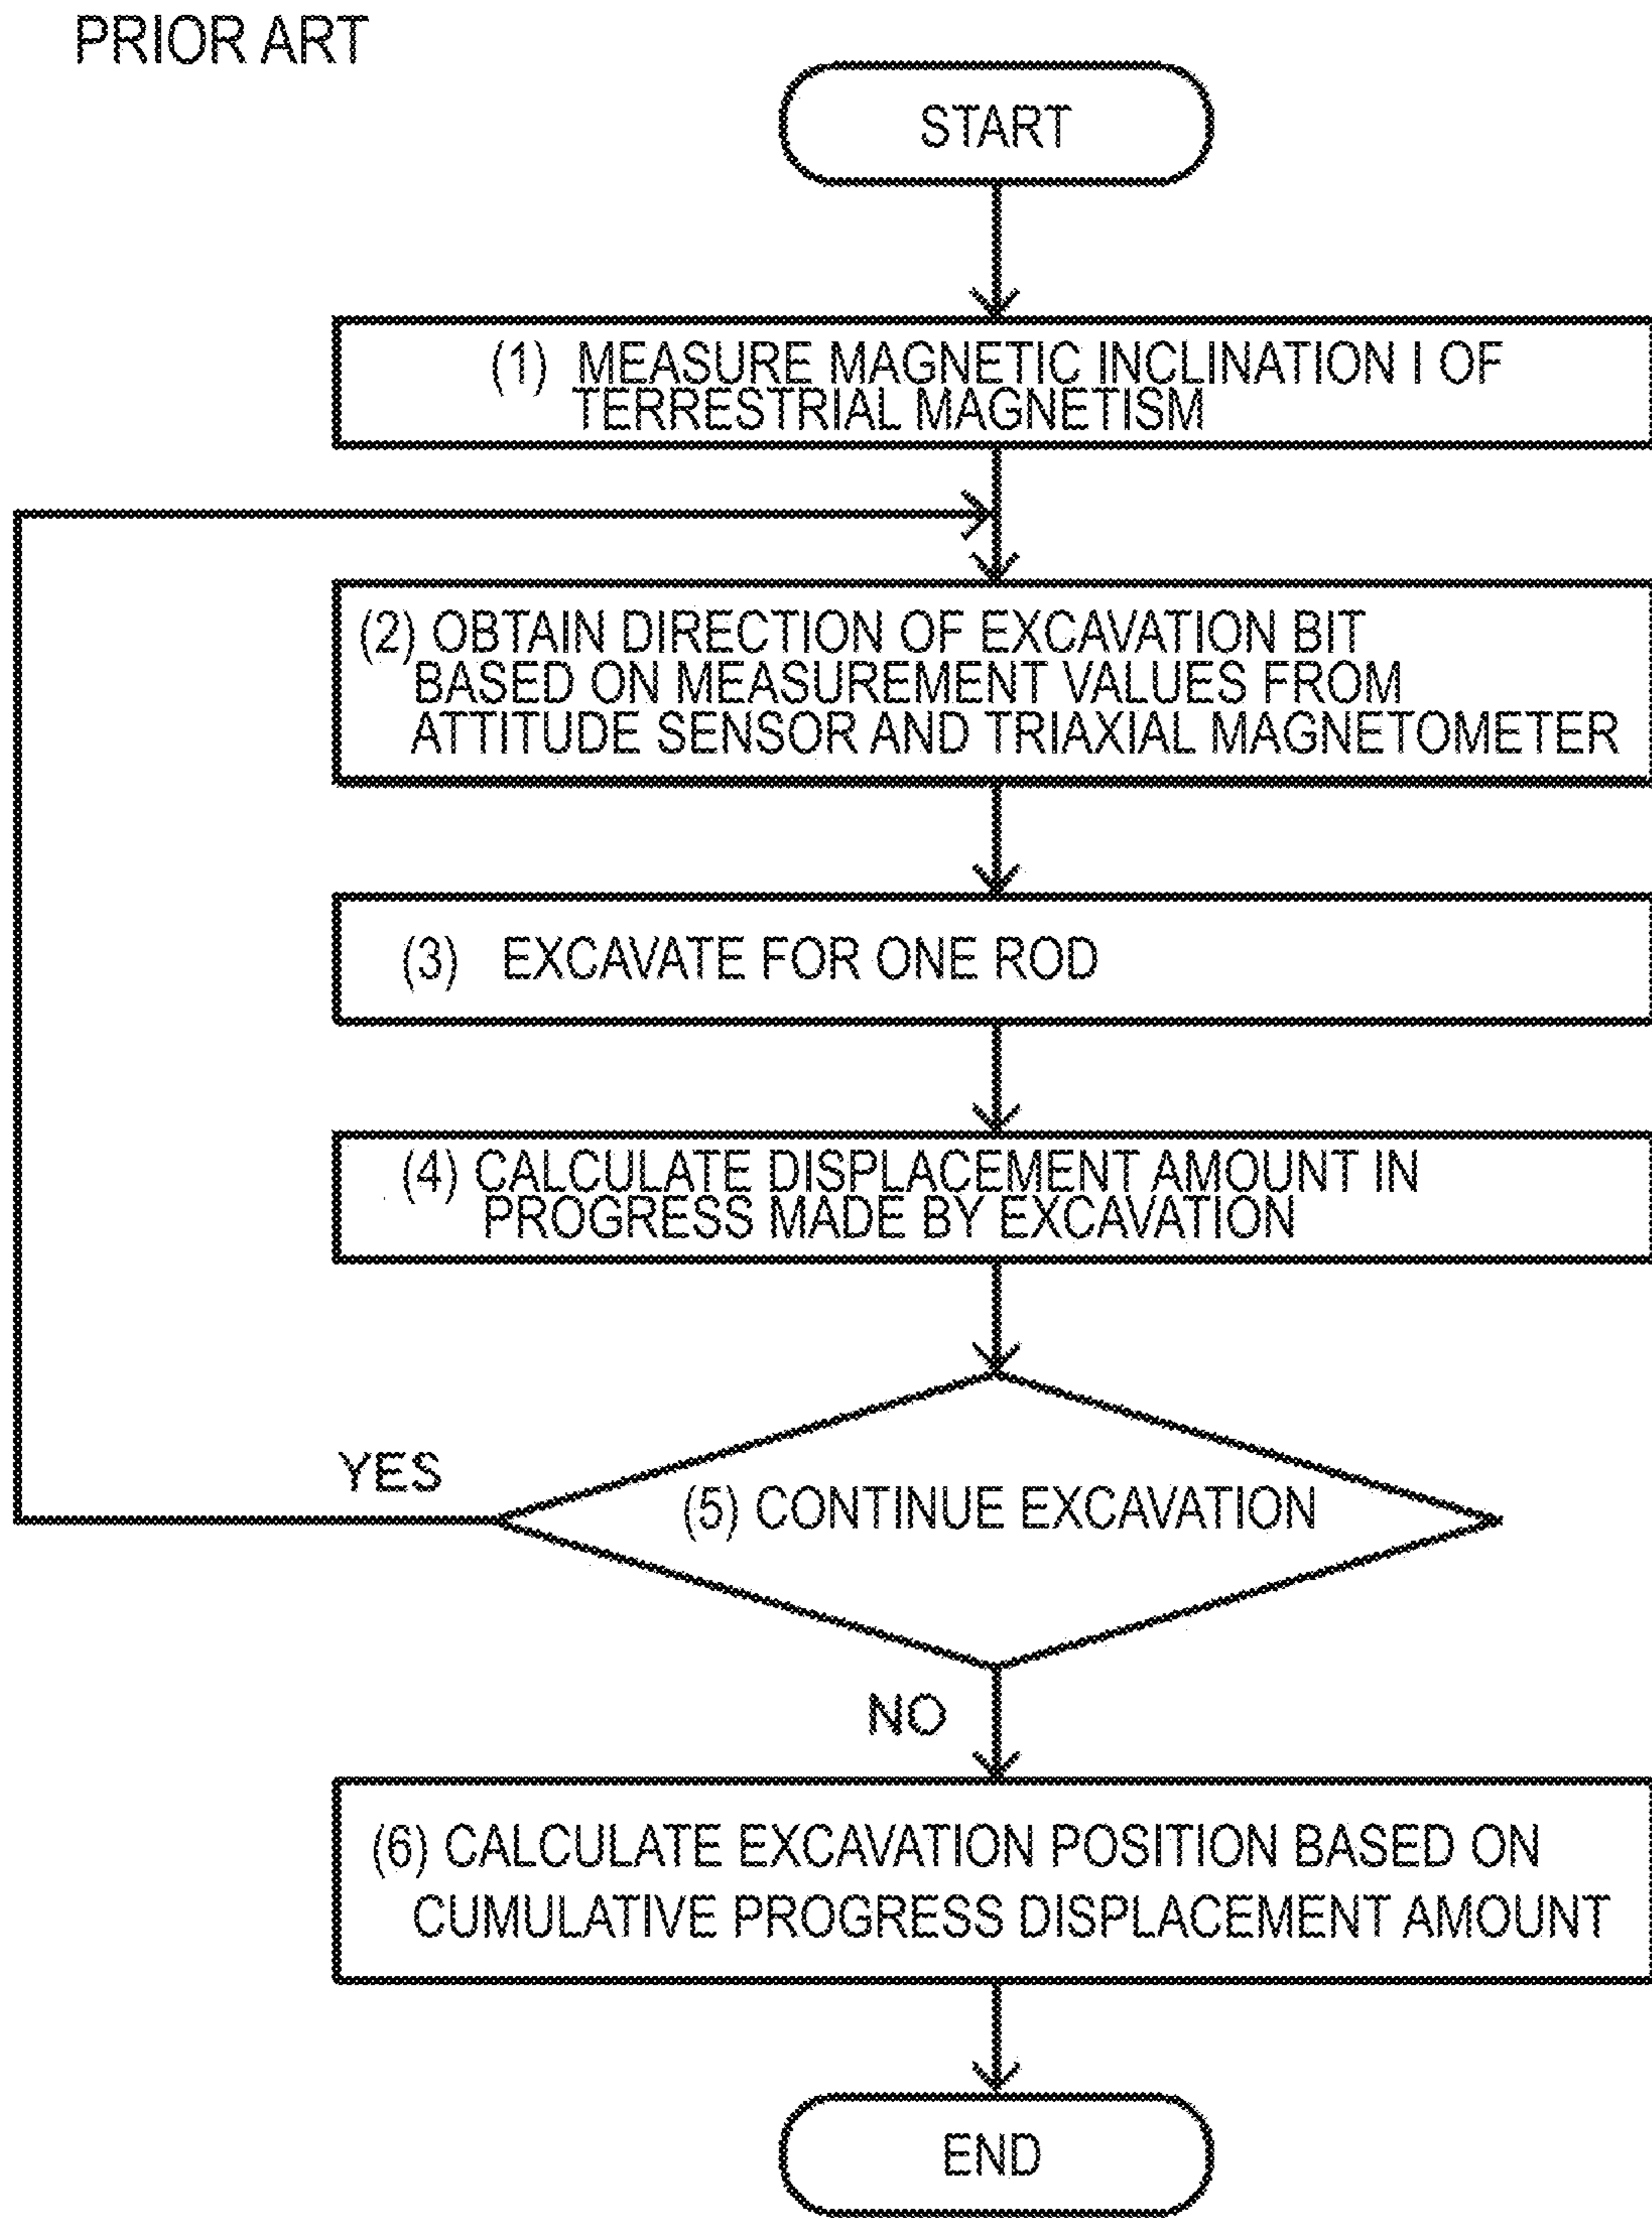 PRIOR ART
START
(1) MEASURE MAGNETIC INCLINATION I OF
TERRESTRIAL MAGNETISM
(2) OBTAIN DIRECTION OF EXCAVATION BIT
BASED ON MEASUREMENT VALUES FROM
ATTITUDE SENSOR AND TRIAXIAL MAGNETOMETER
(3) EXCAVATE FOR ONE ROD
(4) CALCULATE DISPLACEMENT AMOUNT IN
PROGRESS MADE BY EXCAVATION
YES
(5) CONTINUE EXCAVATION
NO
(6) CALCULATE EXCAVATION POSITION BASED ON
CUMULATIVE PROGRESS DISPLACEMENT AMOUNT
END